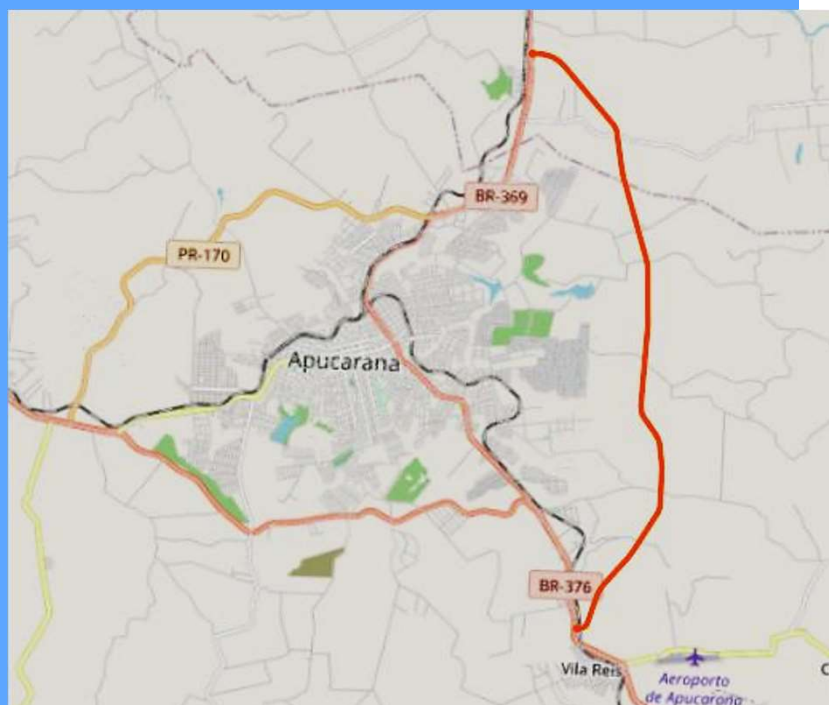 BR-369
PR-170
Apucarana
BR-376
Vila Reis
Aeroporto
de Apucarana
C